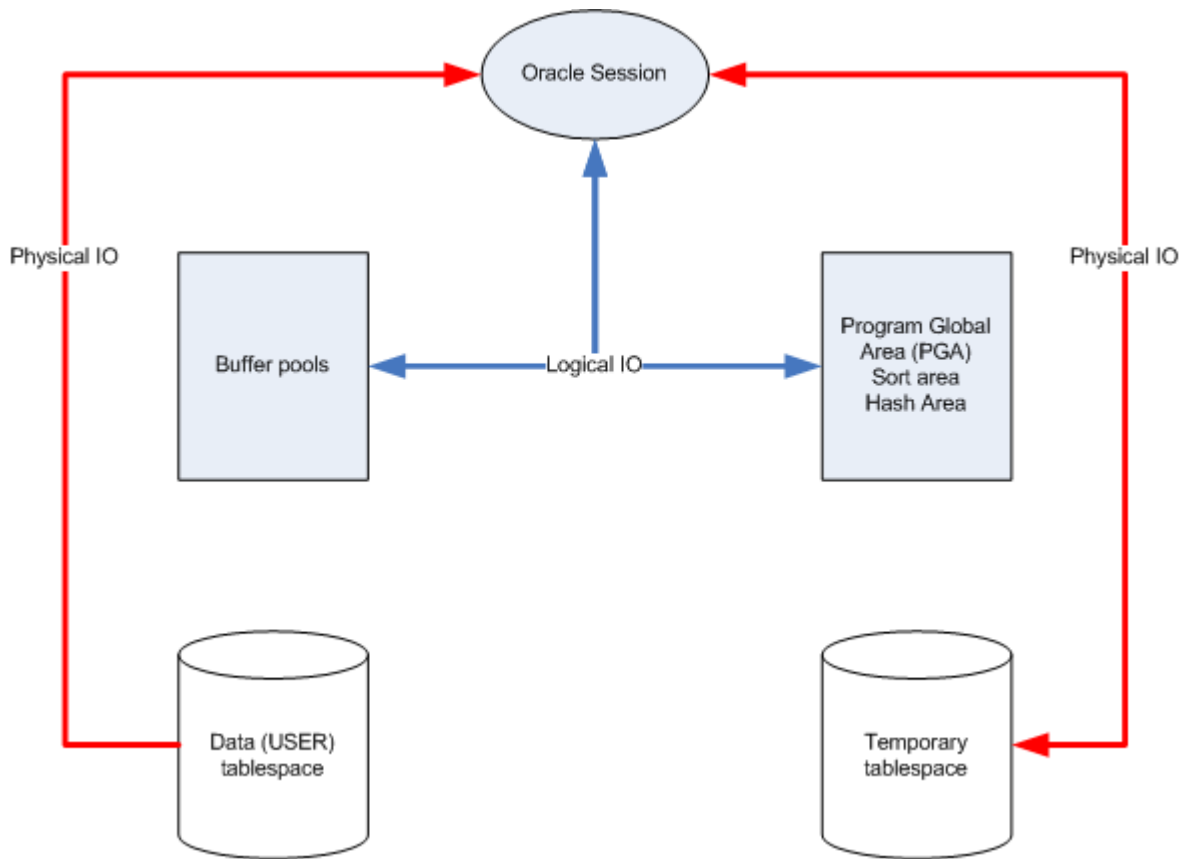 Oracle Session
Physical IO
Physical IO
Buffer pools
Logical IO
Program Global
Area (PGA)
Sort area
Hash Area
Data (USER)
tablespace
Temporary
tablespace